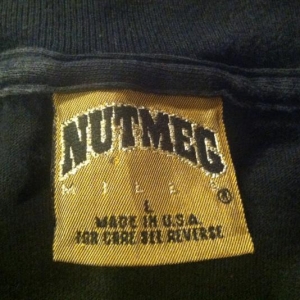 NUTMEG
MILLS ®
L
MADE IN U.S.A.
FOR CARE SEE REVERSE